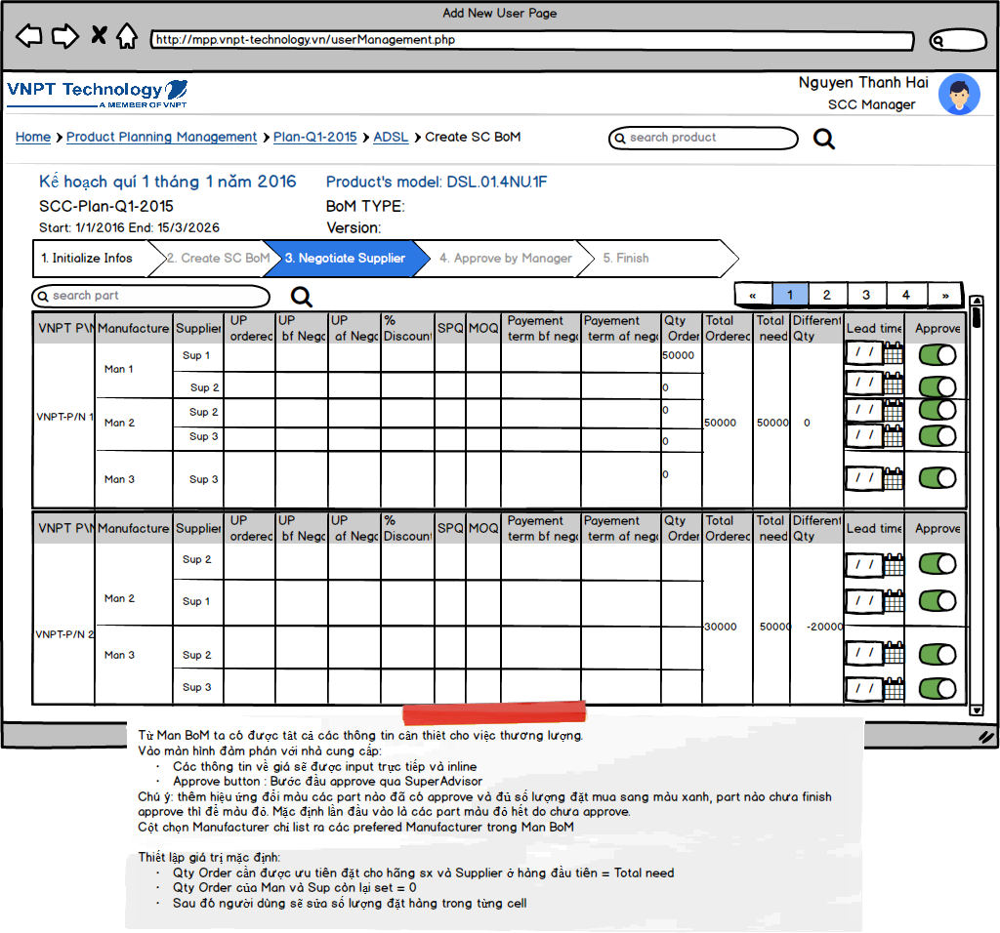 Add New User Page
http://mpp.vnpt-technology.vn/userManagement.php
VNPT Technology
A MEMBER OF VNPT
Nguyen Thanh Hai
SCC Manager
Home Product Planning Management Plan-Q1-2015 ADSL Create SC BoM
search product
Kế hoạch quí 1 tháng 1 năm 2016 Product's model: DSL.01.4NU.1F
SCC-Plan-Q1-2015 BoM TYPE:
Start: 1/1/2016 End: 15/3/2026 Version:
1. Initialize Infos 2. Create SC BoM 3. Negotiate Supplier 4. Approve by Manager 5. Finish
search part
« 1 2 3 4 »
VNPT P\N Manufacture Supplier UP ordered UP bf Nego UP af Nego % Discount SPQ MOQ Payement term bf nego Payement term af nego Qty Order Total Ordered Total need Different Qty Lead time Approve
Sup 1 50000 / /
Man 1
Sup 2 0 / /
Sup 2 0 / /
VNPT-P/N 1 Man 2 50000 50000 0
Sup 3 0 / /
Man 3 Sup 3 0 / /
VNPT P\N Manufacture Supplier UP ordered UP bf Nego UP af Nego % Discount SPQ MOQ Payement term bf nego Payement term af nego Qty Order Total Ordered Total need Different Qty Lead time Approve
Sup 2 / /
Man 2 Sup 1 / /
VNPT-P/N 2 30000 50000 -20000
Man 3 Sup 2 / /
Sup 3 / /
Từ Man BoM ta có được tất cả các thông tin cần thiết cho việc thương lượng.
Vào màn hình đàm phán với nhà cung cấp:
· Các thông tin về giá sẽ được input trực tiếp và inline
· Approve button : Bước đầu approve qua SuperAdvisor
Chú ý: thêm hiệu ứng đổi màu các part nào đã có approve và đủ số lượng đặt mua sang màu xanh, part nào chưa finish
approve thì để màu đỏ. Mặc định lần đầu vào là các part màu đỏ hết do chưa approve.
Cột chọn Manufacturer chỉ list ra các prefered Manufacturer trong Man BoM
Thiết lập giá trị mặc định:
· Qty Order cần được ưu tiên đặt cho hãng sx và Supplier ở hàng đầu tiên = Total need
· Qty Order của Man và Sup còn lại set = 0
· Sau đó người dùng sẽ sửa số lượng đặt hàng trong từng cell